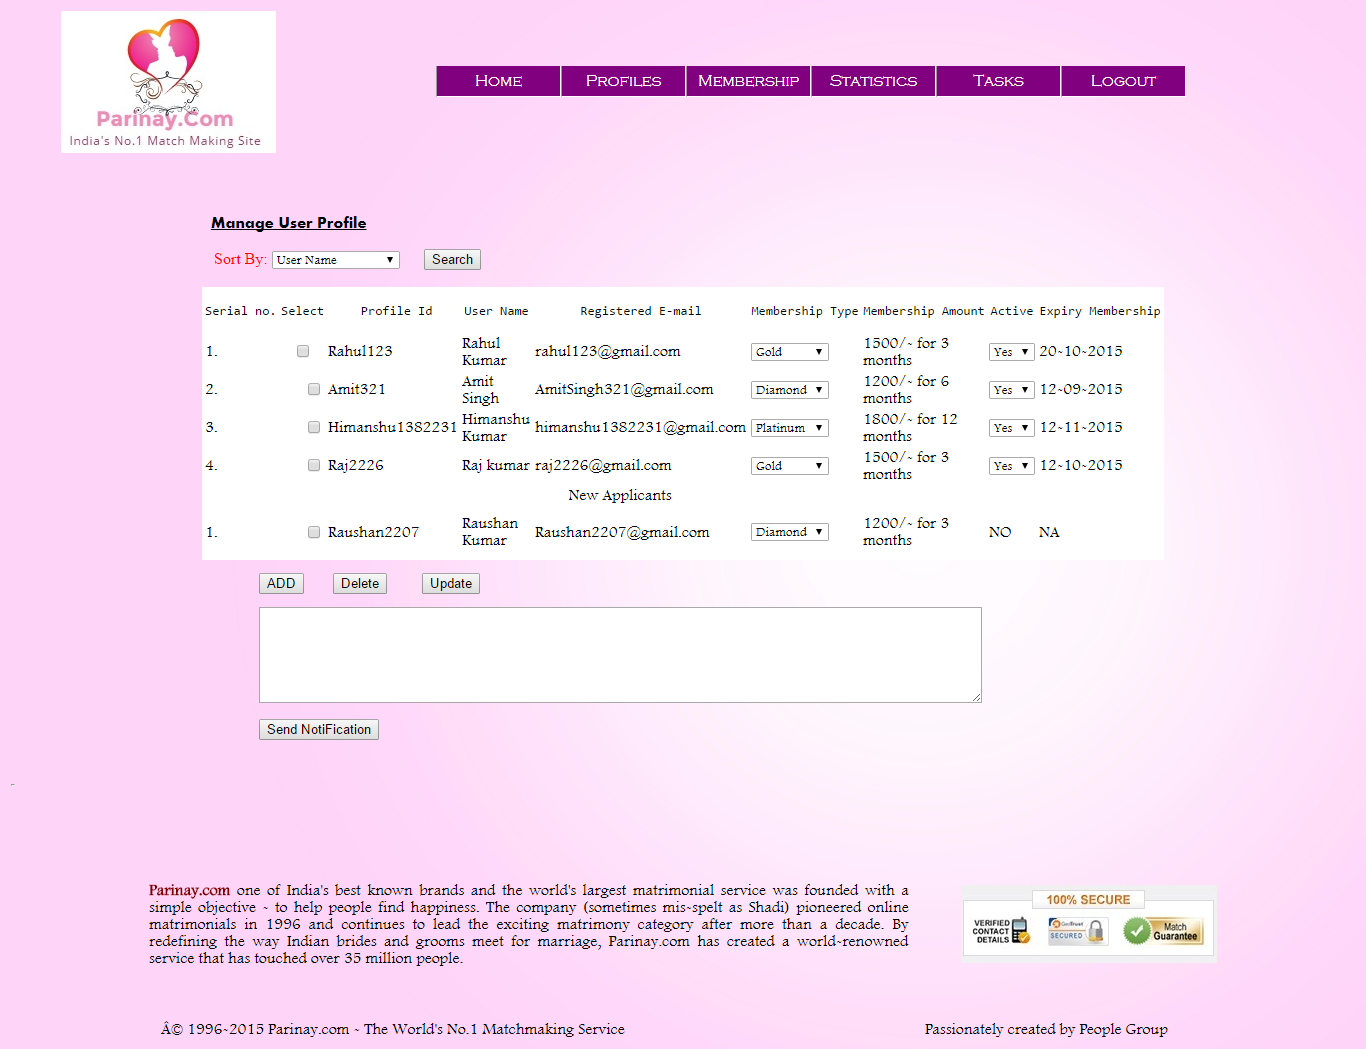 Parinay.Com
India's No.1 Match Making Site
Home Profiles Membership Statistics Tasks Logout
Manage User Profile
Sort By: User Name Search
Serial no. Select Profile Id User Name Registered E-mail Membership Type Membership Amount Active Expiry Membership
1. Rahul123 Rahul Kumar rahul123@gmail.com Gold 1500/~ for 3 months Yes 20~10~2015
2. Amit321 Amit Singh AmitSingh321@gmail.com Diamond 1200/~ for 6 months Yes 12~09~2015
3. Himanshu1382231 Himanshu Kumar himanshu1382231@gmail.com Platinum 1800/~ for 12 months Yes 12~11~2015
4. Raj2226 Raj kumar raj2226@gmail.com Gold 1500/~ for 3 months Yes 12~10~2015
New Applicants
1. Raushan2207 Raushan Kumar Raushan2207@gmail.com Diamond 1200/~ for 3 months NO NA
ADD Delete Update
Send NotiFication
Parinay.com one of India's best known brands and the world's largest matrimonial service was founded with a
simple objective ~ to help people find happiness. The company (sometimes mis~spelt as Shadi) pioneered online
matrimonials in 1996 and continues to lead the exciting matrimony category after more than a decade. By
redefining the way Indian brides and grooms meet for marriage, Parinay.com has created a world~renowned
service that has touched over 35 million people.
100% SECURE
VERIFIED
CONTACT
DETAILS
GeoTrust
SECURED
Match
Guarantee
Â© 1996~2015 Parinay.com ~ The World's No.1 Matchmaking Service
Passionately created by People Group